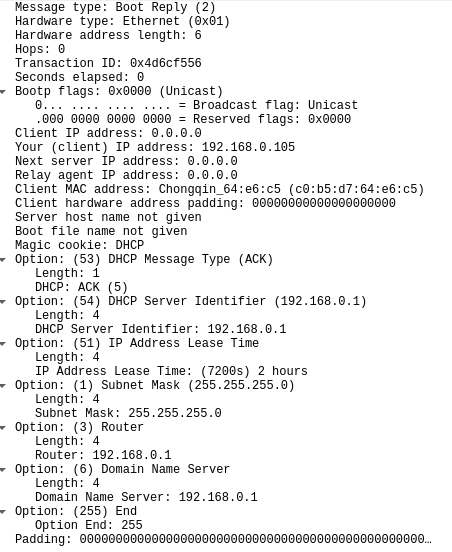 Message type: Boot Reply (2)
Hardware type: Ethernet (0x01)
Hardware address length: 6
Hops: 0
Transaction ID: 0x4d6cf556
Seconds elapsed: 0
Bootp flags: 0x0000 (Unicast)
0... .... .... .... = Broadcast flag: Unicast
.000 0000 0000 0000 = Reserved flags: 0x0000
Client IP address: 0.0.0.0
Your (client) IP address: 192.168.0.105
Next server IP address: 0.0.0.0
Relay agent IP address: 0.0.0.0
Client MAC address: Chongqin_64:e6:c5 (c0:b5:d7:64:e6:c5)
Client hardware address padding: 00000000000000000000
Server host name not given
Boot file name not given
Magic cookie: DHCP
Option: (53) DHCP Message Type (ACK)
Length: 1
DHCP: ACK (5)
Option: (54) DHCP Server Identifier (192.168.0.1)
Length: 4
DHCP Server Identifier: 192.168.0.1
Option: (51) IP Address Lease Time
Length: 4
IP Address Lease Time: (7200s) 2 hours
Option: (1) Subnet Mask (255.255.255.0)
Length: 4
Subnet Mask: 255.255.255.0
Option: (3) Router
Length: 4
Router: 192.168.0.1
Option: (6) Domain Name Server
Length: 4
Domain Name Server: 192.168.0.1
Option: (255) End
Option End: 255
Padding: 000000000000000000000000000000000000000000000000…